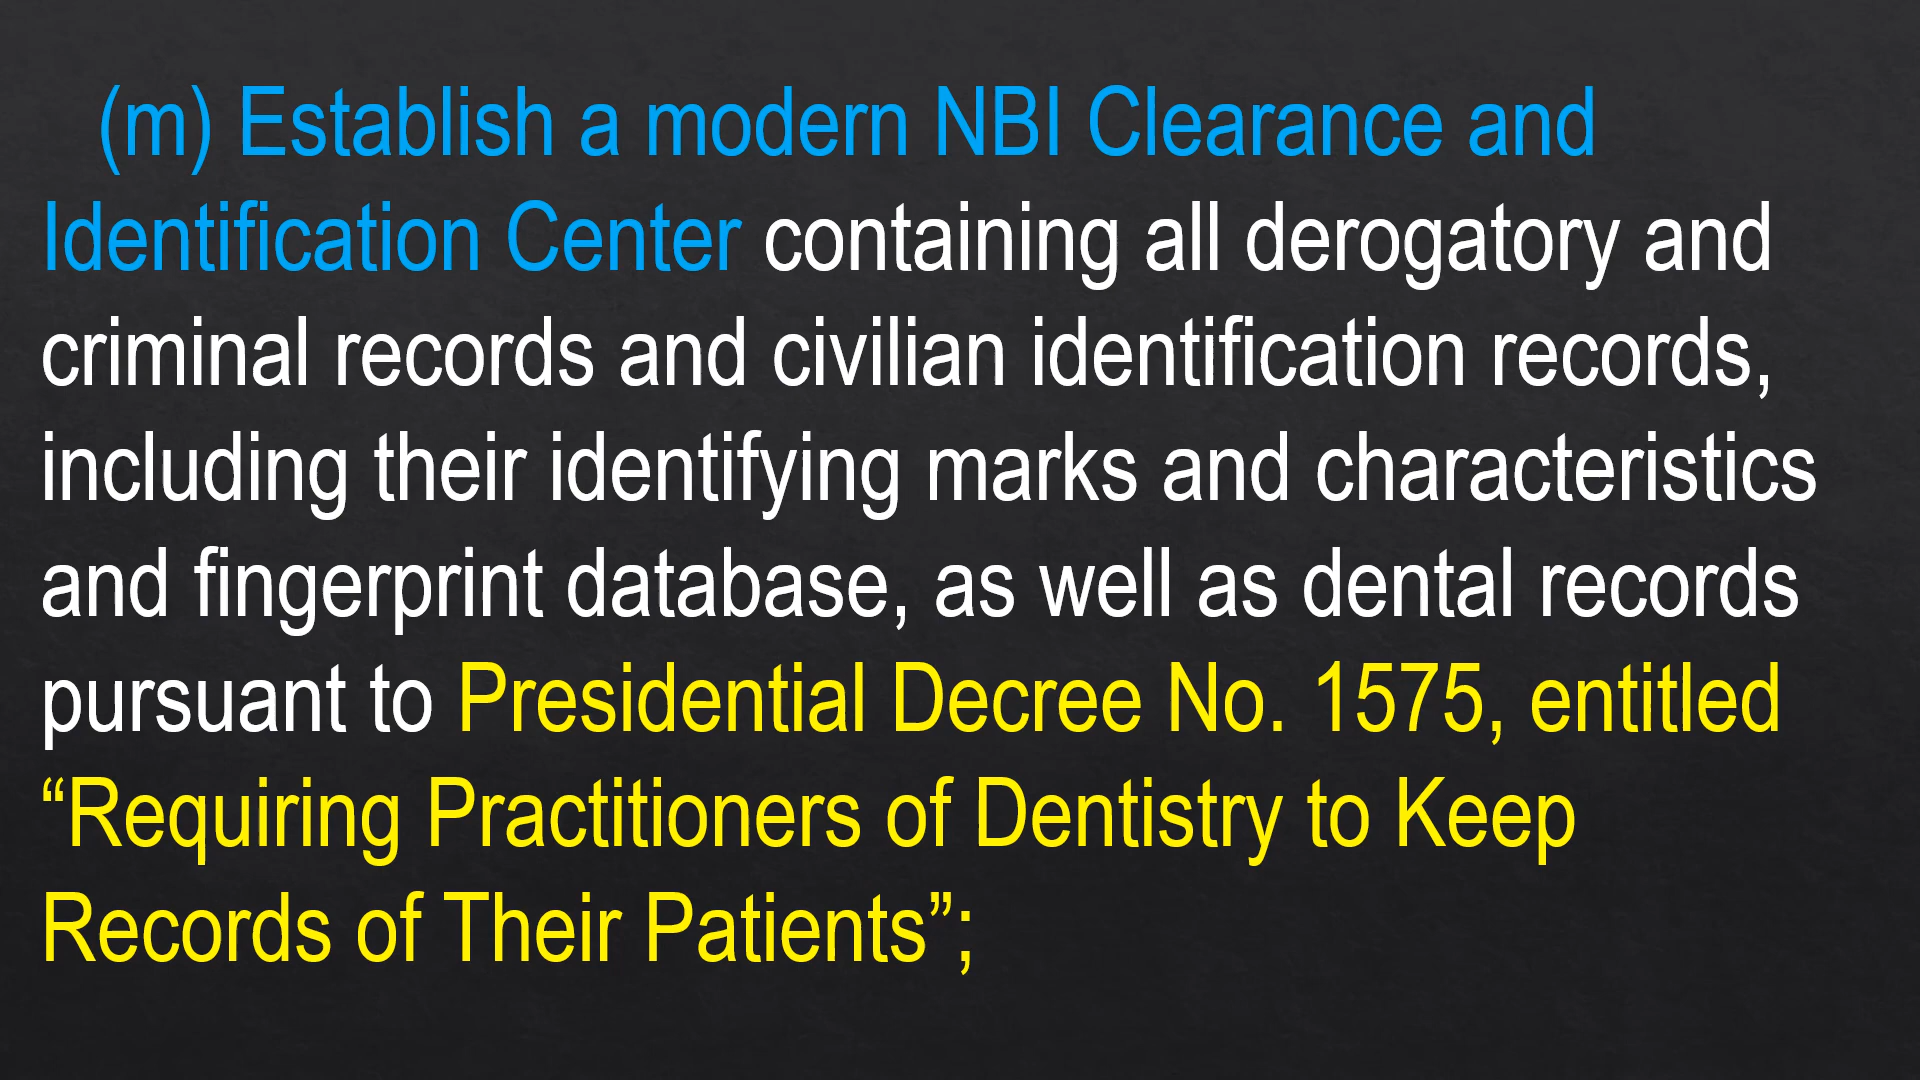 (m) Establish a modern NBI Clearance and
Identification Center containing all derogatory and
criminal records and civilian identification records,
including their identifying marks and characteristics
and fingerprint database, as well as dental records
pursuant to Presidential Decree No. 1575, entitled
“Requiring Practitioners of Dentistry to Keep
Records of Their Patients”;